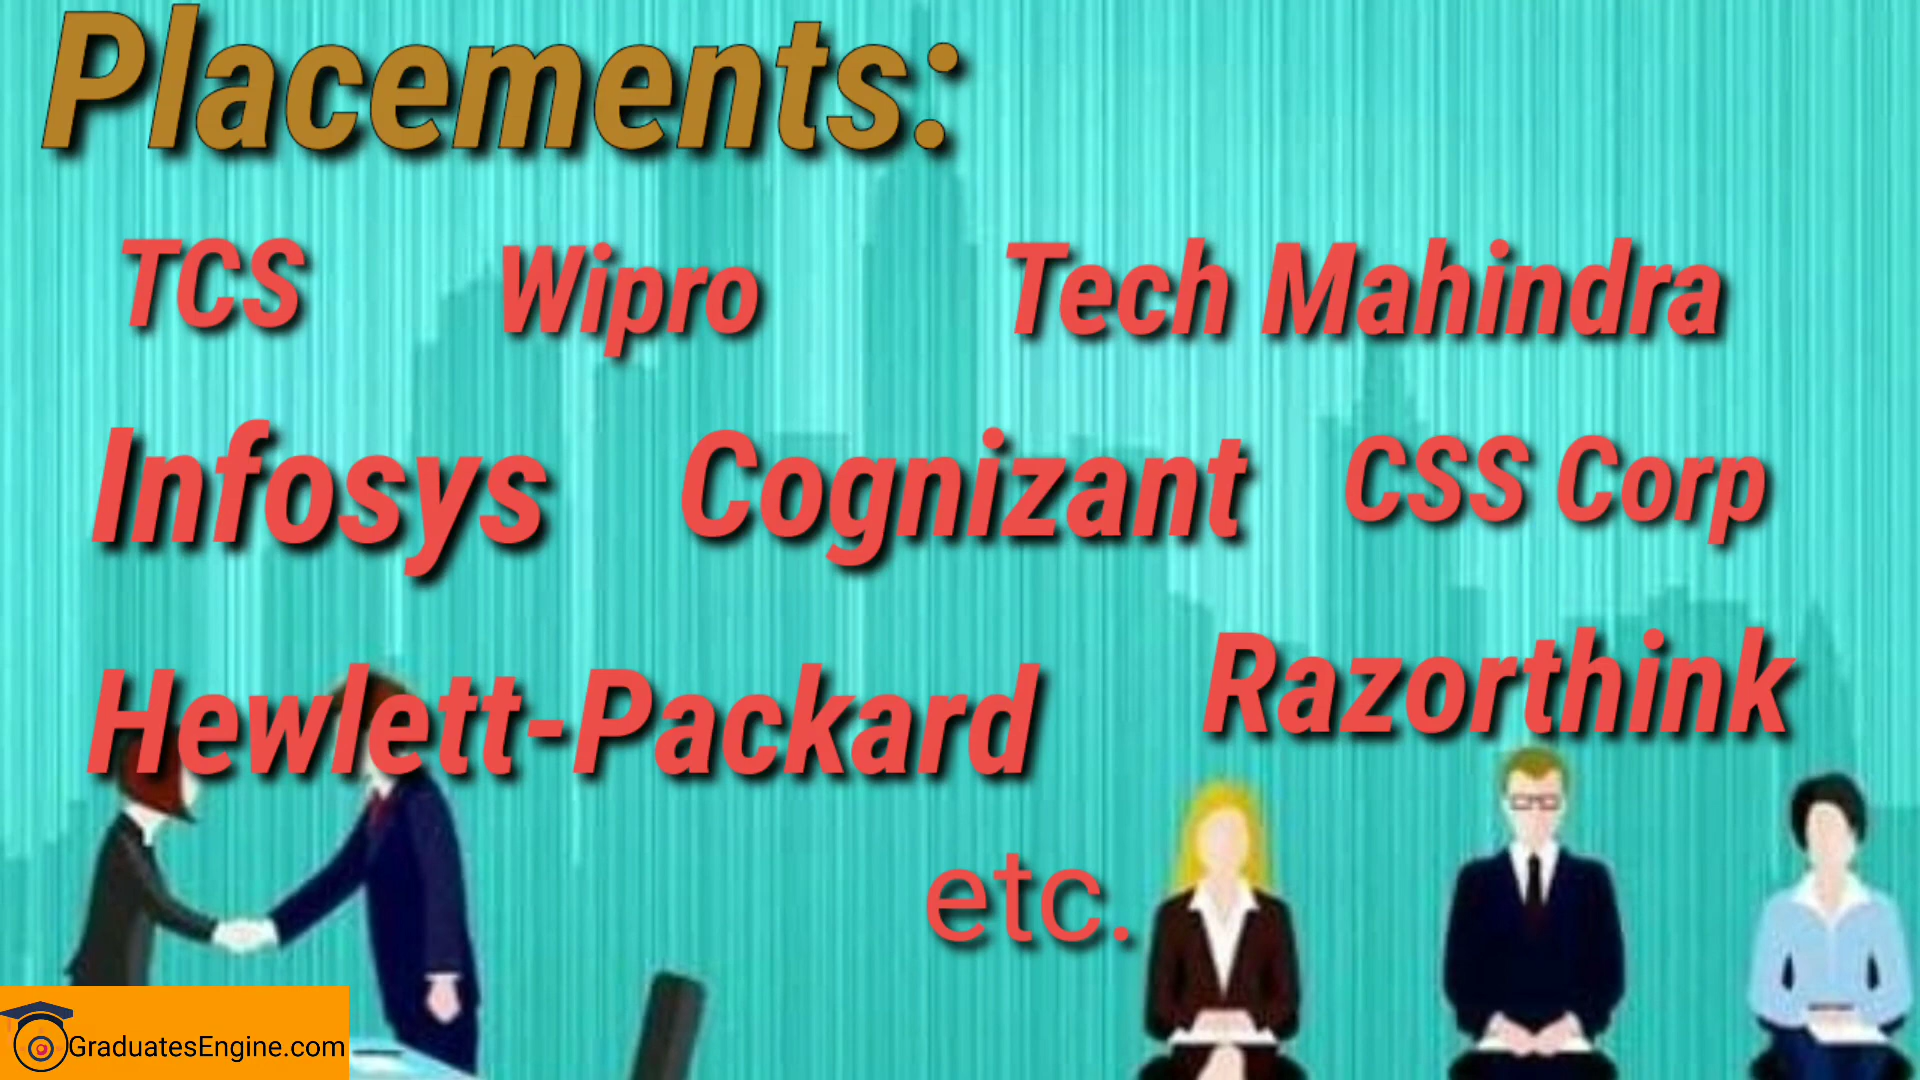 Placements:
TCS Wipro Tech Mahindra
Infosys Cognizant CSS Corp
Hewlett-Packard Razorthink
etc.
GraduatesEngine.com